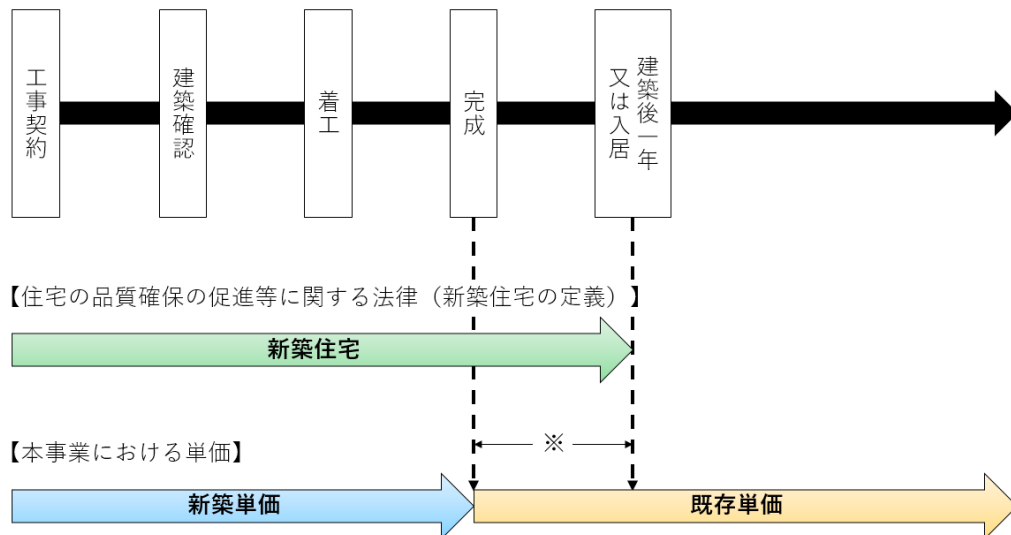 工事契約
建築確認
着工
完成
建築後一年
又は入居
【住宅の品質確保の促進等に関する法律（新築住宅の定義）】
新築住宅
※
【本事業における単価】
新築単価
既存単価